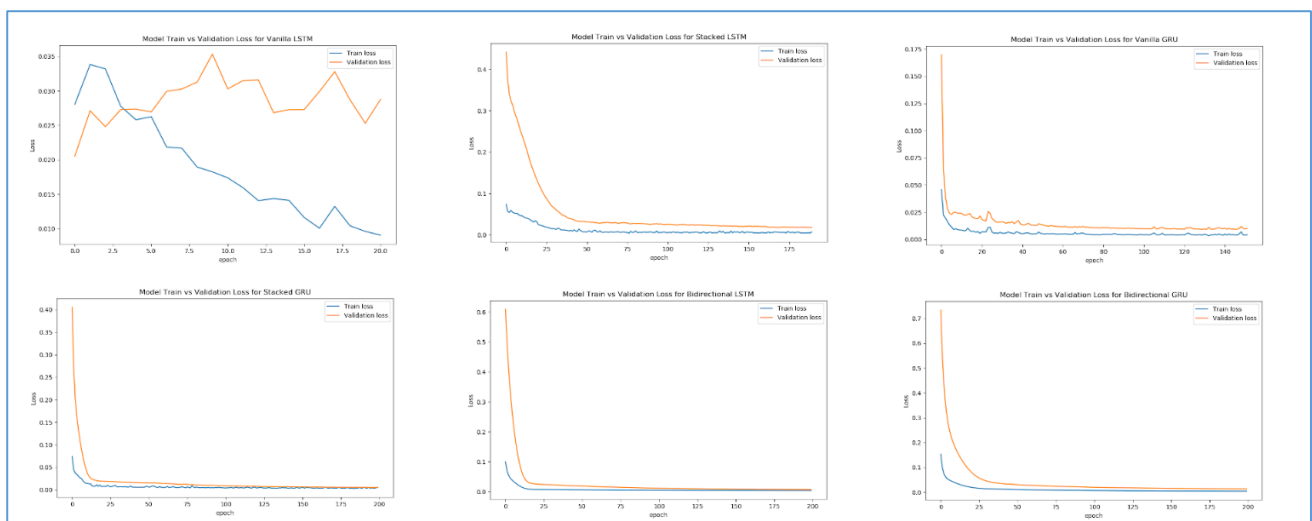 Model Train vs Validation Loss for Vanilla LSTM
Train loss
Validation loss
0.035
0.030
0.025
0.020
0.015
0.010
Loss
0.0 2.5 5.0 7.5 10.0 12.5 15.0 17.5 20.0
epoch
Model Train vs Validation Loss for Stacked LSTM
Train loss
Validation loss
0.4
0.3
0.2
0.1
0.0
Loss
0 25 50 75 100 125 150 175
epoch
Model Train vs Validation Loss for Vanilla GRU
Train loss
Validation loss
0.175
0.150
0.125
0.100
0.075
0.050
0.025
0.000
Loss
0 20 40 60 80 100 120 140
epoch
Model Train vs Validation Loss for Stacked GRU
Train loss
Validation loss
0.40
0.35
0.30
0.25
0.20
0.15
0.10
0.05
0.00
Loss
0 25 50 75 100 125 150 175 200
epoch
Model Train vs Validation Loss for Bidirectional LSTM
Train loss
Validation loss
0.6
0.5
0.4
0.3
0.2
0.1
0.0
Loss
0 25 50 75 100 125 150 175 200
epoch
Model Train vs Validation Loss for Bidirectional GRU
Train loss
Validation loss
0.7
0.6
0.5
0.4
0.3
0.2
0.1
0.0
Loss
0 25 50 75 100 125 150 175 200
epoch